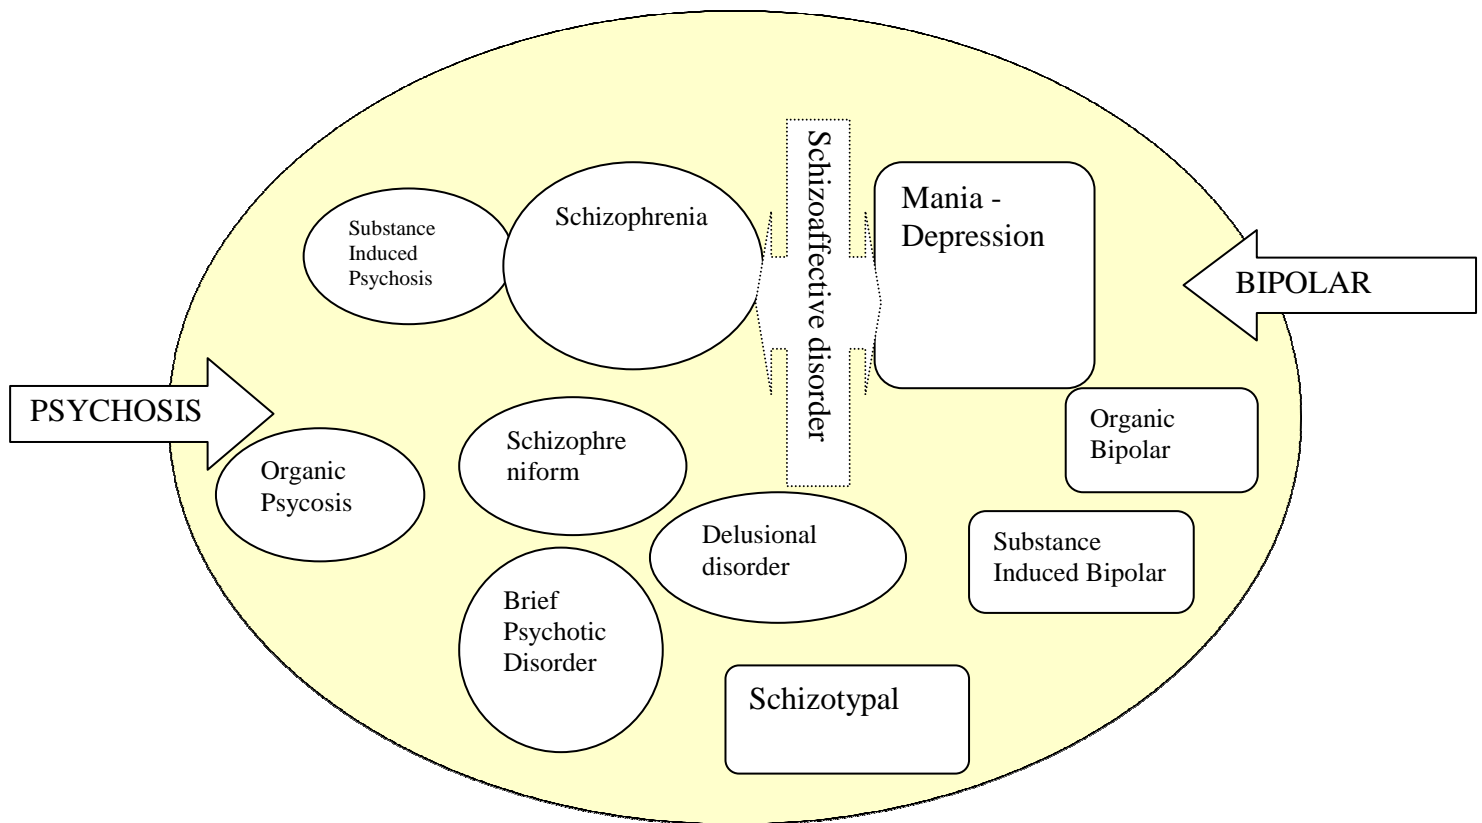 Schizoaffective disorder
Mania -
Depression
Schizophrenia
Substance
Induced
Psychosis
BIPOLAR
PSYCHOSIS
Organic
Bipolar
Schizophre
niform
Organic
Psycosis
Delusional
disorder
Substance
Induced Bipolar
Brief
Psychotic
Disorder
Schizotypal